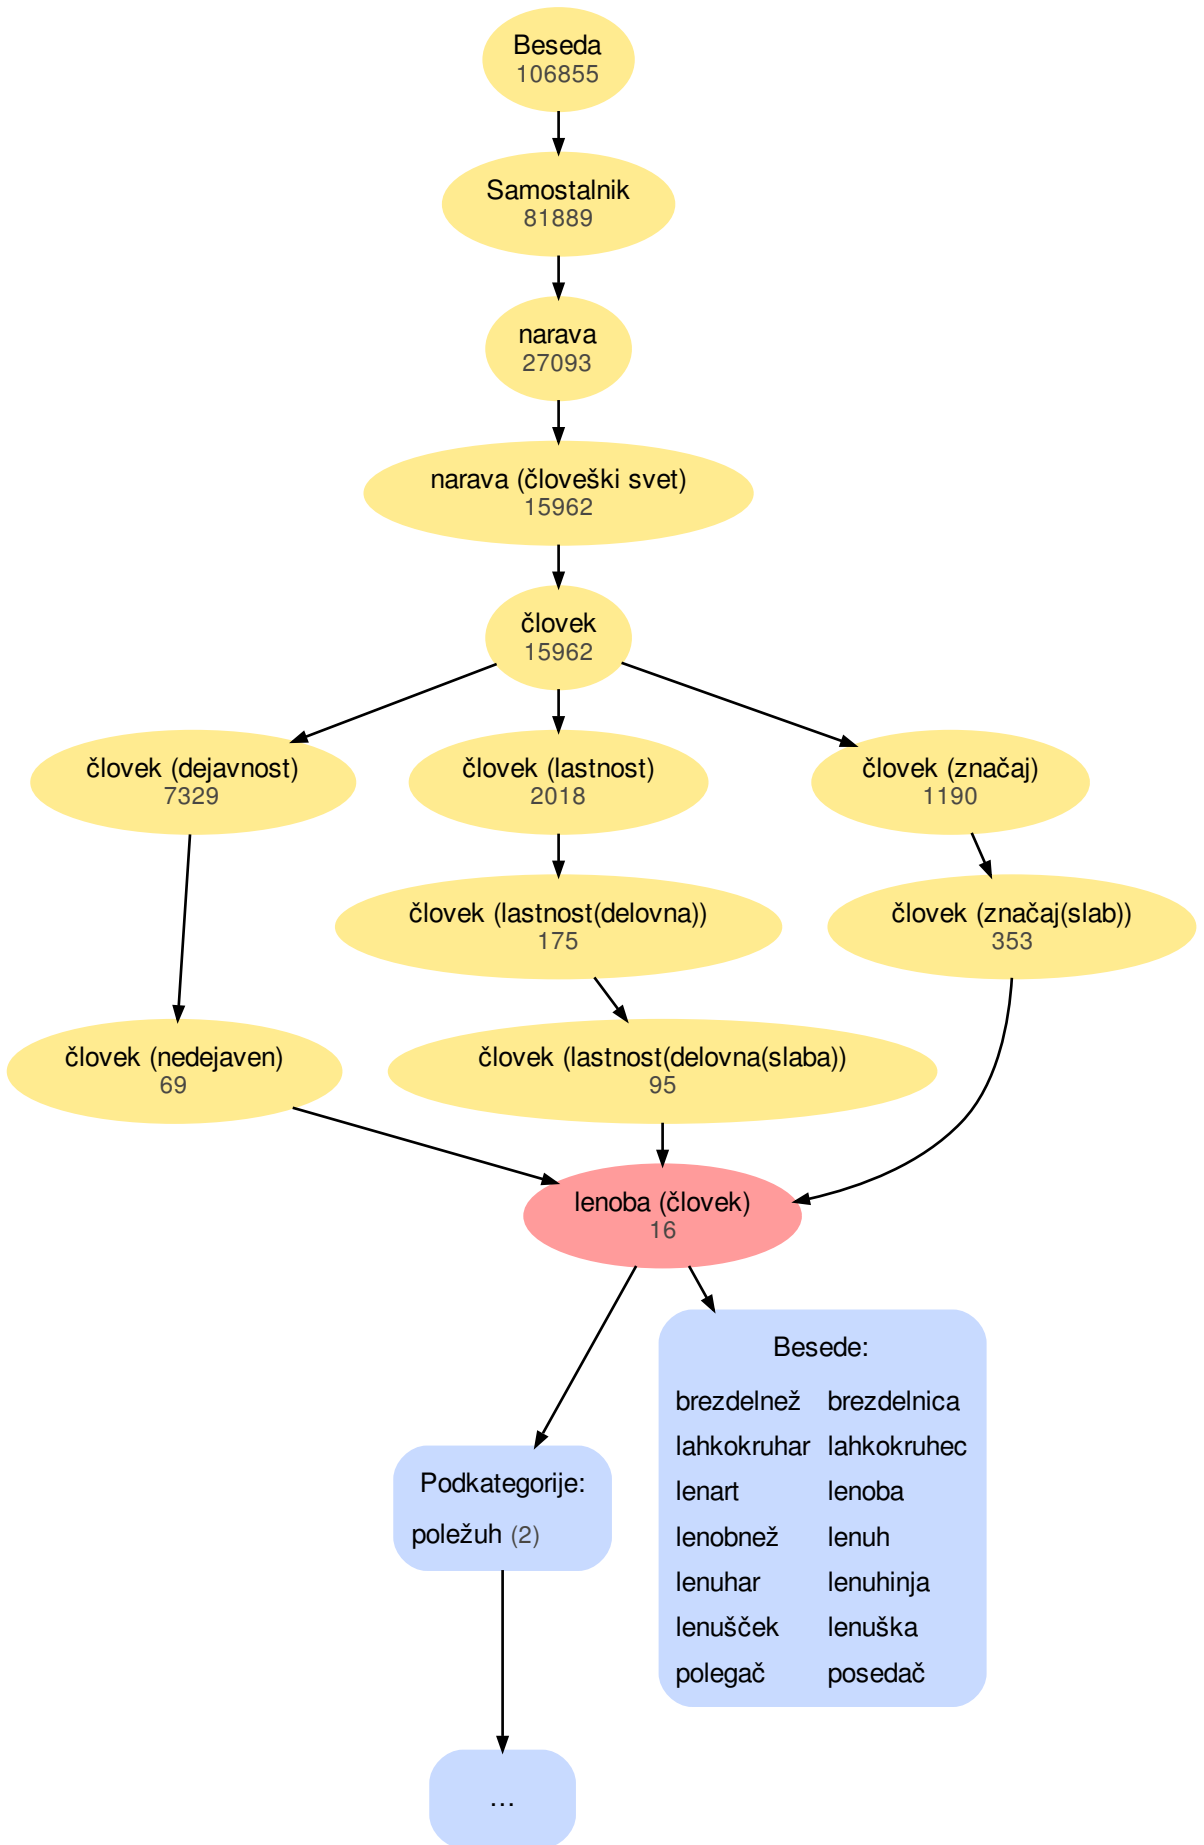 Beseda
106855
Samostalnik
81889
narava
27093
narava (človeški svet)
15962
človek
15962
človek (dejavnost)
7329
človek (lastnost)
2018
človek (značaj)
1190
človek (lastnost(delovna))
175
človek (značaj(slab))
353
človek (nedejaven)
69
človek (lastnost(delovna(slaba))
95
lenoba (človek)
16
Besede:
brezdelnež brezdelnica
lahkokruhar lahkokruhec
lenart lenoba
lenobnež lenuh
lenuhar lenuhinja
lenušček lenuška
polegač posedač
Podkategorije:
poležuh (2)
...